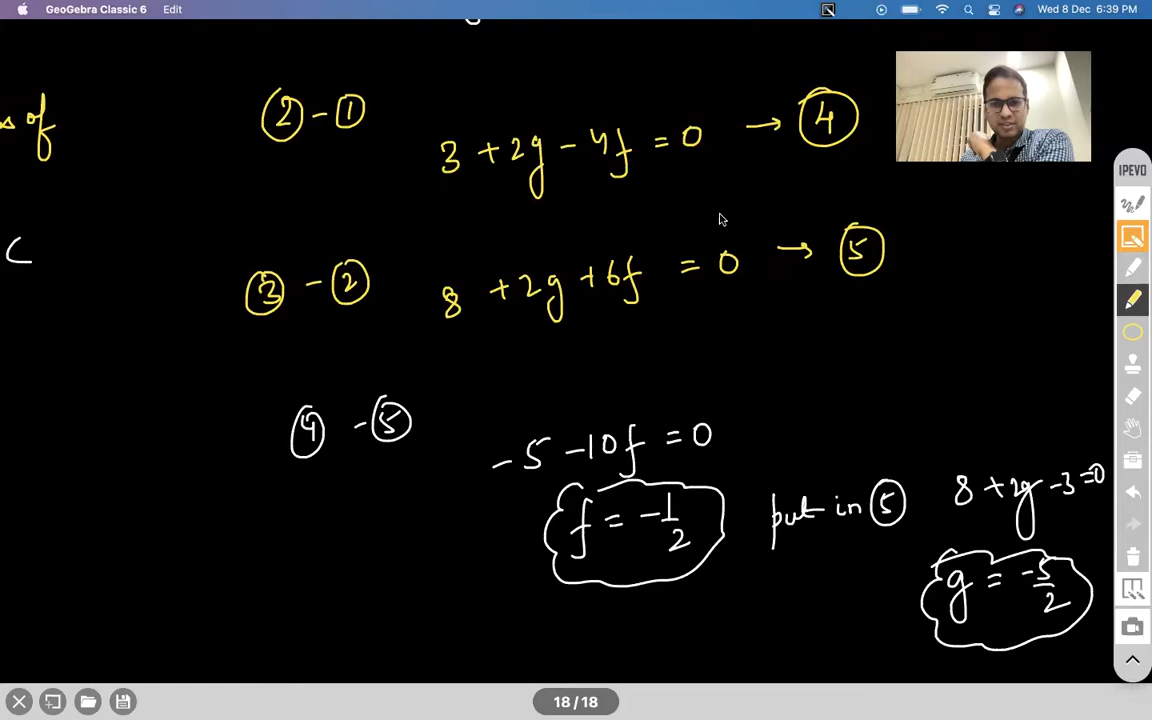 GeoGebra Classic 6 Edit Wed 8 Dec 6:39 PM
s of
② - ① 3 + 2g - 4f = 0 → ④
IPEVO
C
③ - ② 8 + 2g + 6f = 0 → ⑤
④ - ⑤ -5 - 10f = 0
f = -1/2 put in ⑤ 8 + 2g - 3 = 0
g = -5/2
18 / 18